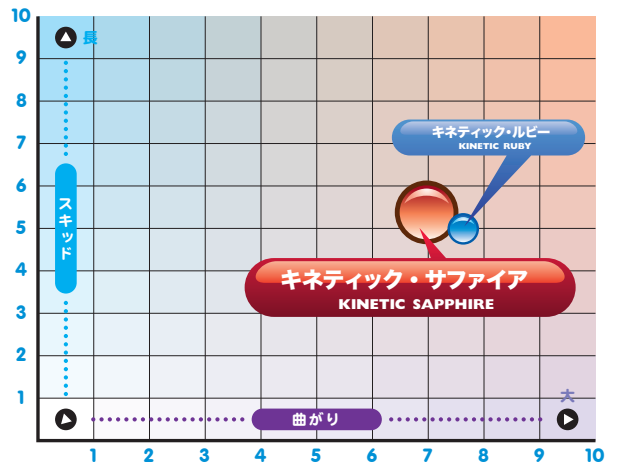 10
長
9
8
キネティック・ルビー
KINETIC RUBY
7
6
スキッド
5
4
キネティック・サファイア
KINETIC SAPPHIRE
3
2
1
大
曲がり
1 2 3 4 5 6 7 8 9 10